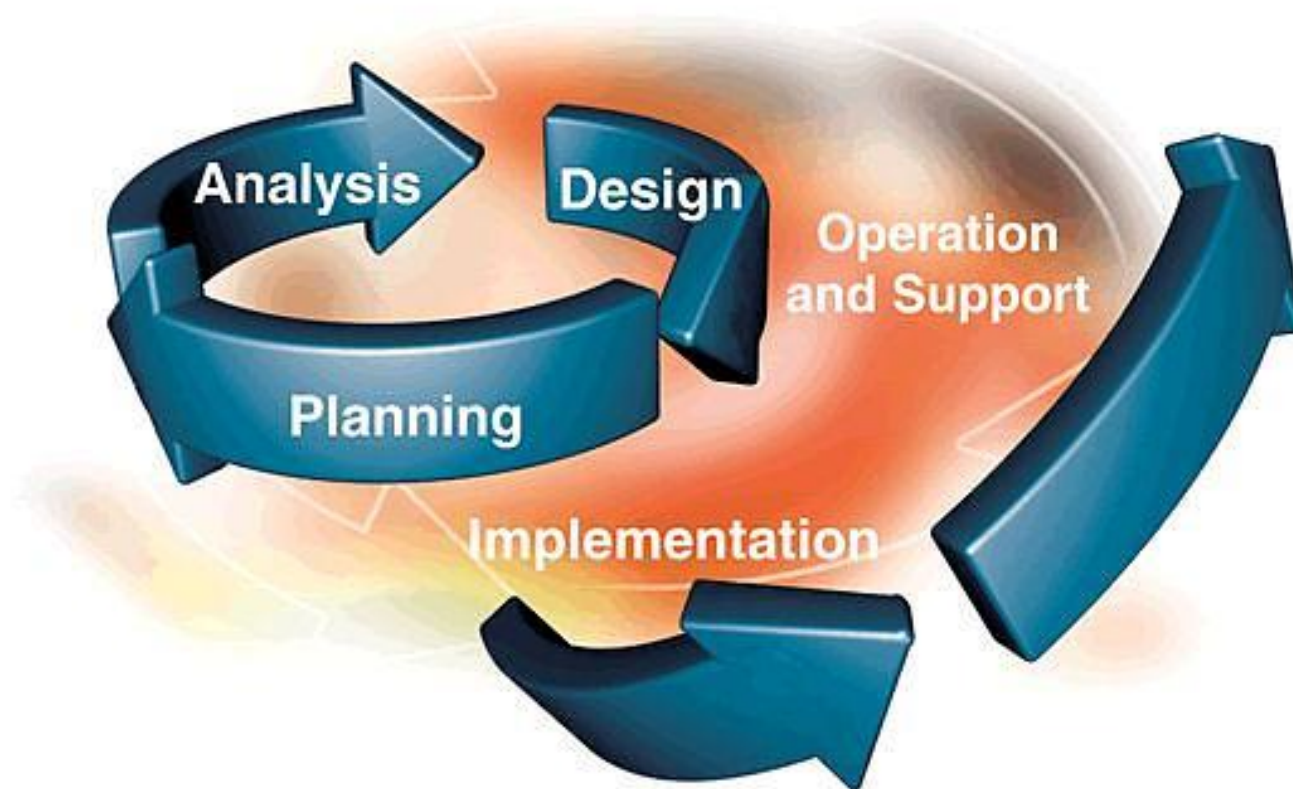 Analysis
Design
Operation
and Support
Planning
Implementation